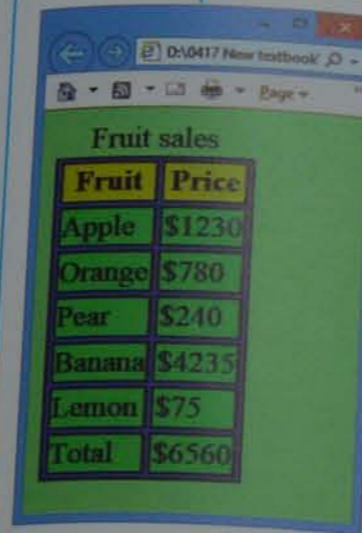 D:\0417 New textbook\
Page
Fruit sales
Fruit Price
Apple $1230
Orange $780
Pear $240
Banana $4235
Lemon $75
Total $6560